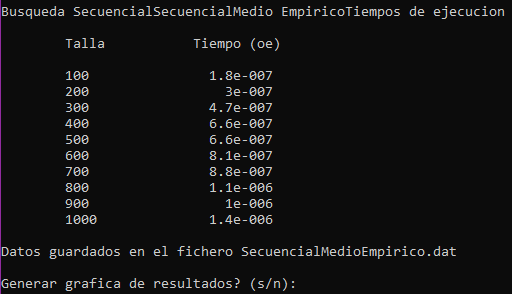 Busqueda SecuencialSecuencialMedio EmpiricoTiempos de ejecucion
Talla Tiempo (oe)
100 1.8e-007
200 3e-007
300 4.7e-007
400 6.6e-007
500 6.6e-007
600 8.1e-007
700 8.8e-007
800 1.1e-006
900 1e-006
1000 1.4e-006
Datos guardados en el fichero SecuencialMedioEmpirico.dat
Generar grafica de resultados? (s/n):